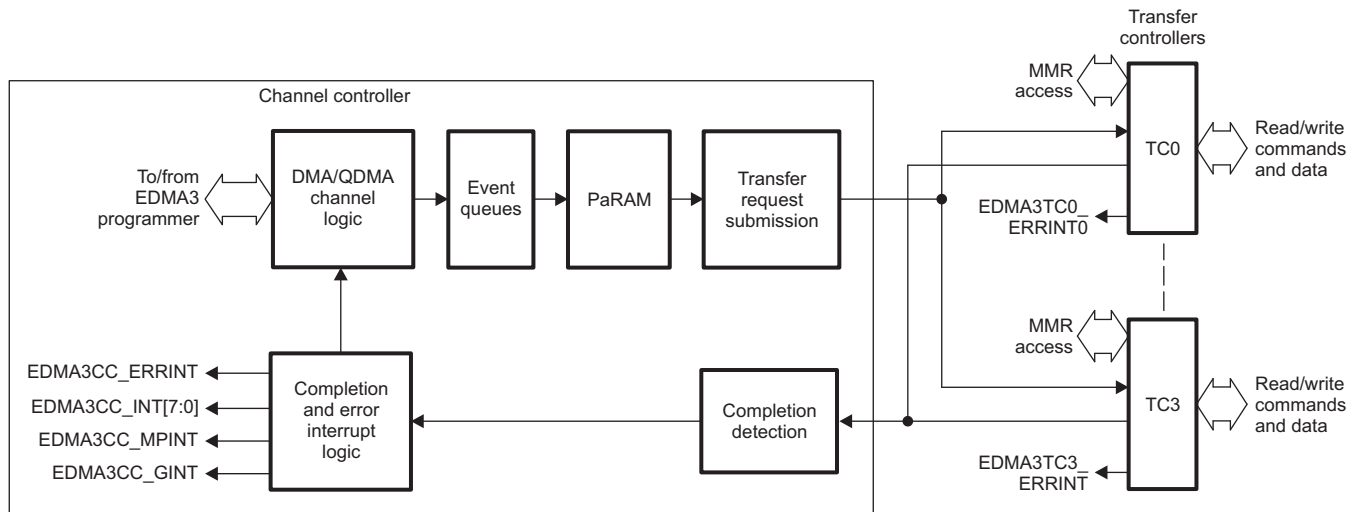 Transfer
controllers
Channel controller
MMR
access
TC0
Read/write
commands
and data
To/from
EDMA3
programmer
DMA/QDMA
channel
logic
Event
queues
PaRAM
Transfer
request
submission
EDMA3TC0_
ERRINT0
MMR
access
EDMA3CC_ERRINT
EDMA3CC_INT[7:0]
EDMA3CC_MPINT
EDMA3CC_GINT
Completion
and error
interrupt
logic
Completion
detection
TC3
Read/write
commands
and data
EDMA3TC3_
ERRINT